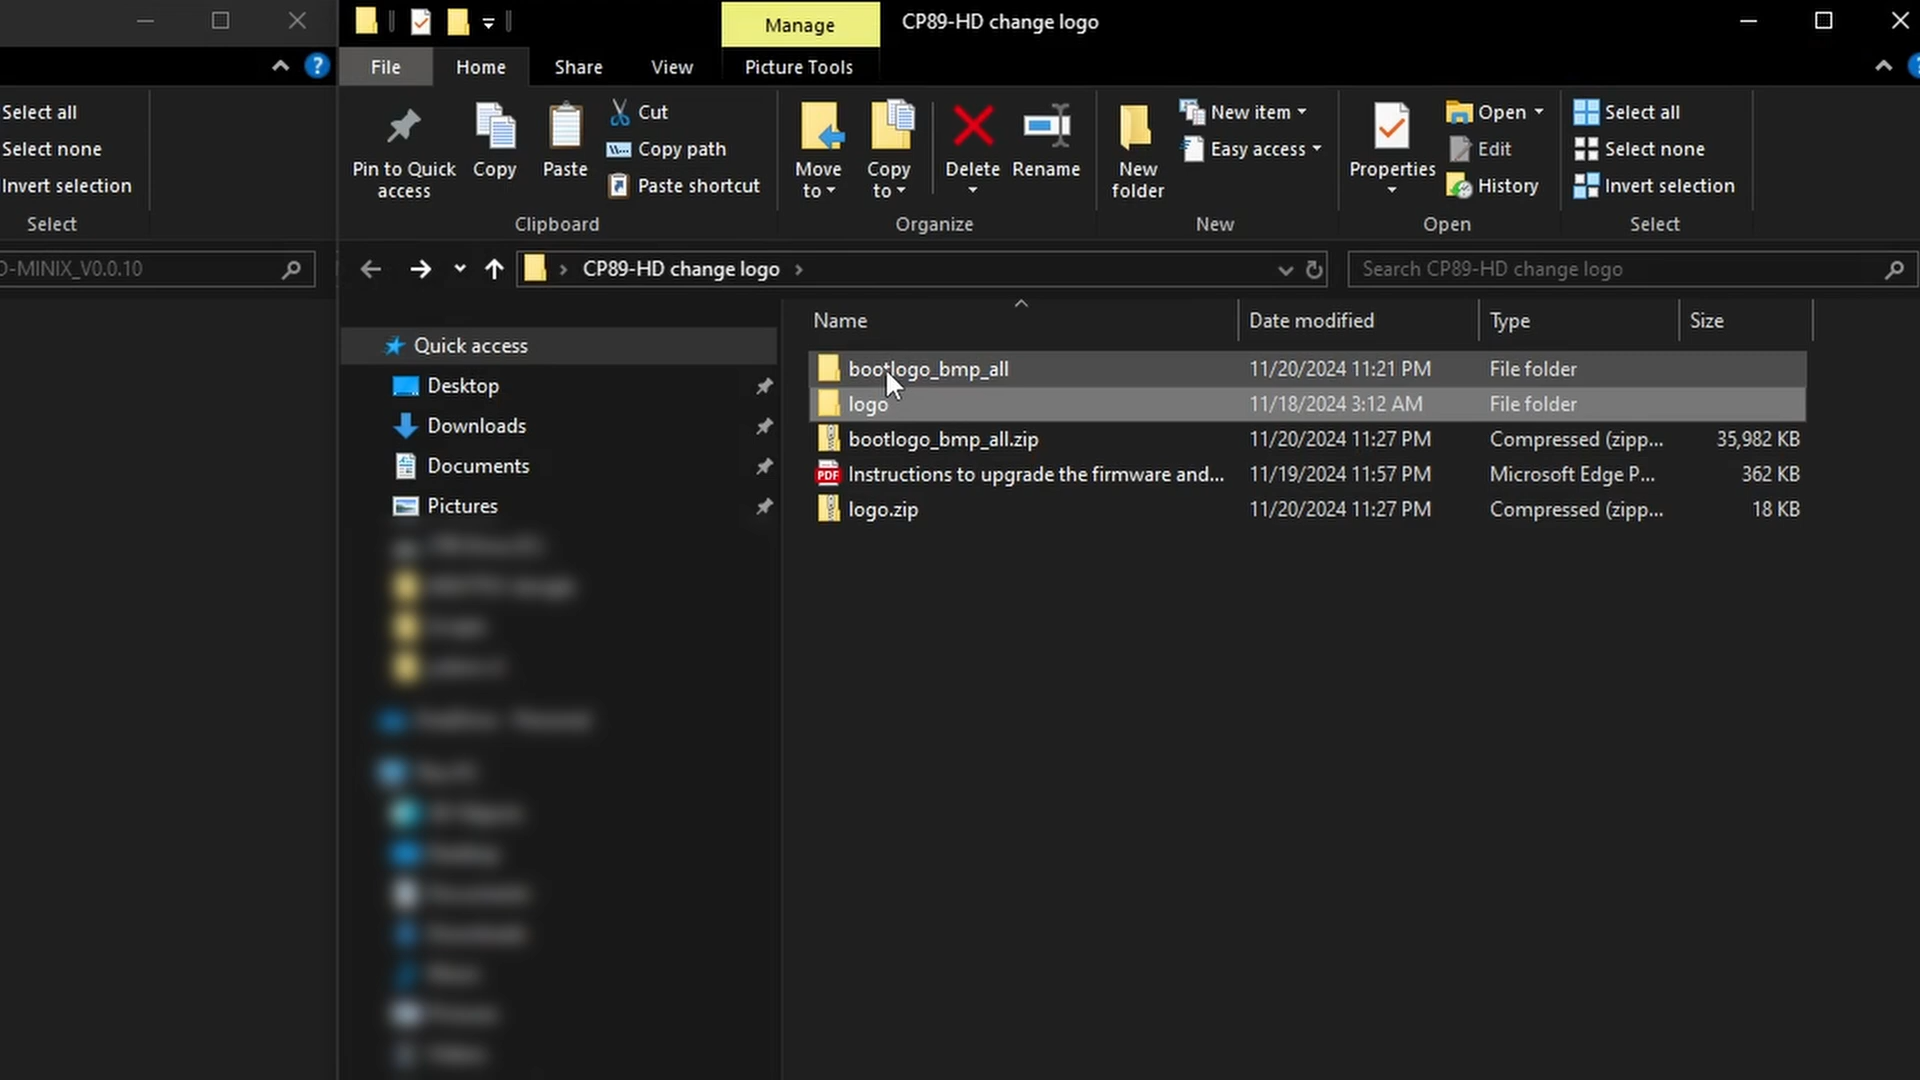 Manage
CP89-HD change logo
File
Home
Share
View
Picture Tools
Select all
Select none
Invert selection
Select
Pin to Quick access
Copy
Paste
Cut
Copy path
Paste shortcut
Clipboard
Move to
Copy to
Delete
Rename
Organize
New folder
New item
Easy access
New
Properties
Open
Edit
History
Open
Select all
Select none
Invert selection
Select
D-MINIX_V0.0.10
CP89-HD change logo
Search CP89-HD change logo
Name
Date modified
Type
Size
Quick access
Desktop
Downloads
Documents
Pictures
bootlogo_bmp_all 11/20/2024 11:21 PM File folder
logo 11/18/2024 3:12 AM File folder
bootlogo_bmp_all.zip 11/20/2024 11:27 PM Compressed (zipp... 35,982 KB
PDF Instructions to upgrade the firmware and... 11/19/2024 11:57 PM Microsoft Edge P... 362 KB
logo.zip 11/20/2024 11:27 PM Compressed (zipp... 18 KB